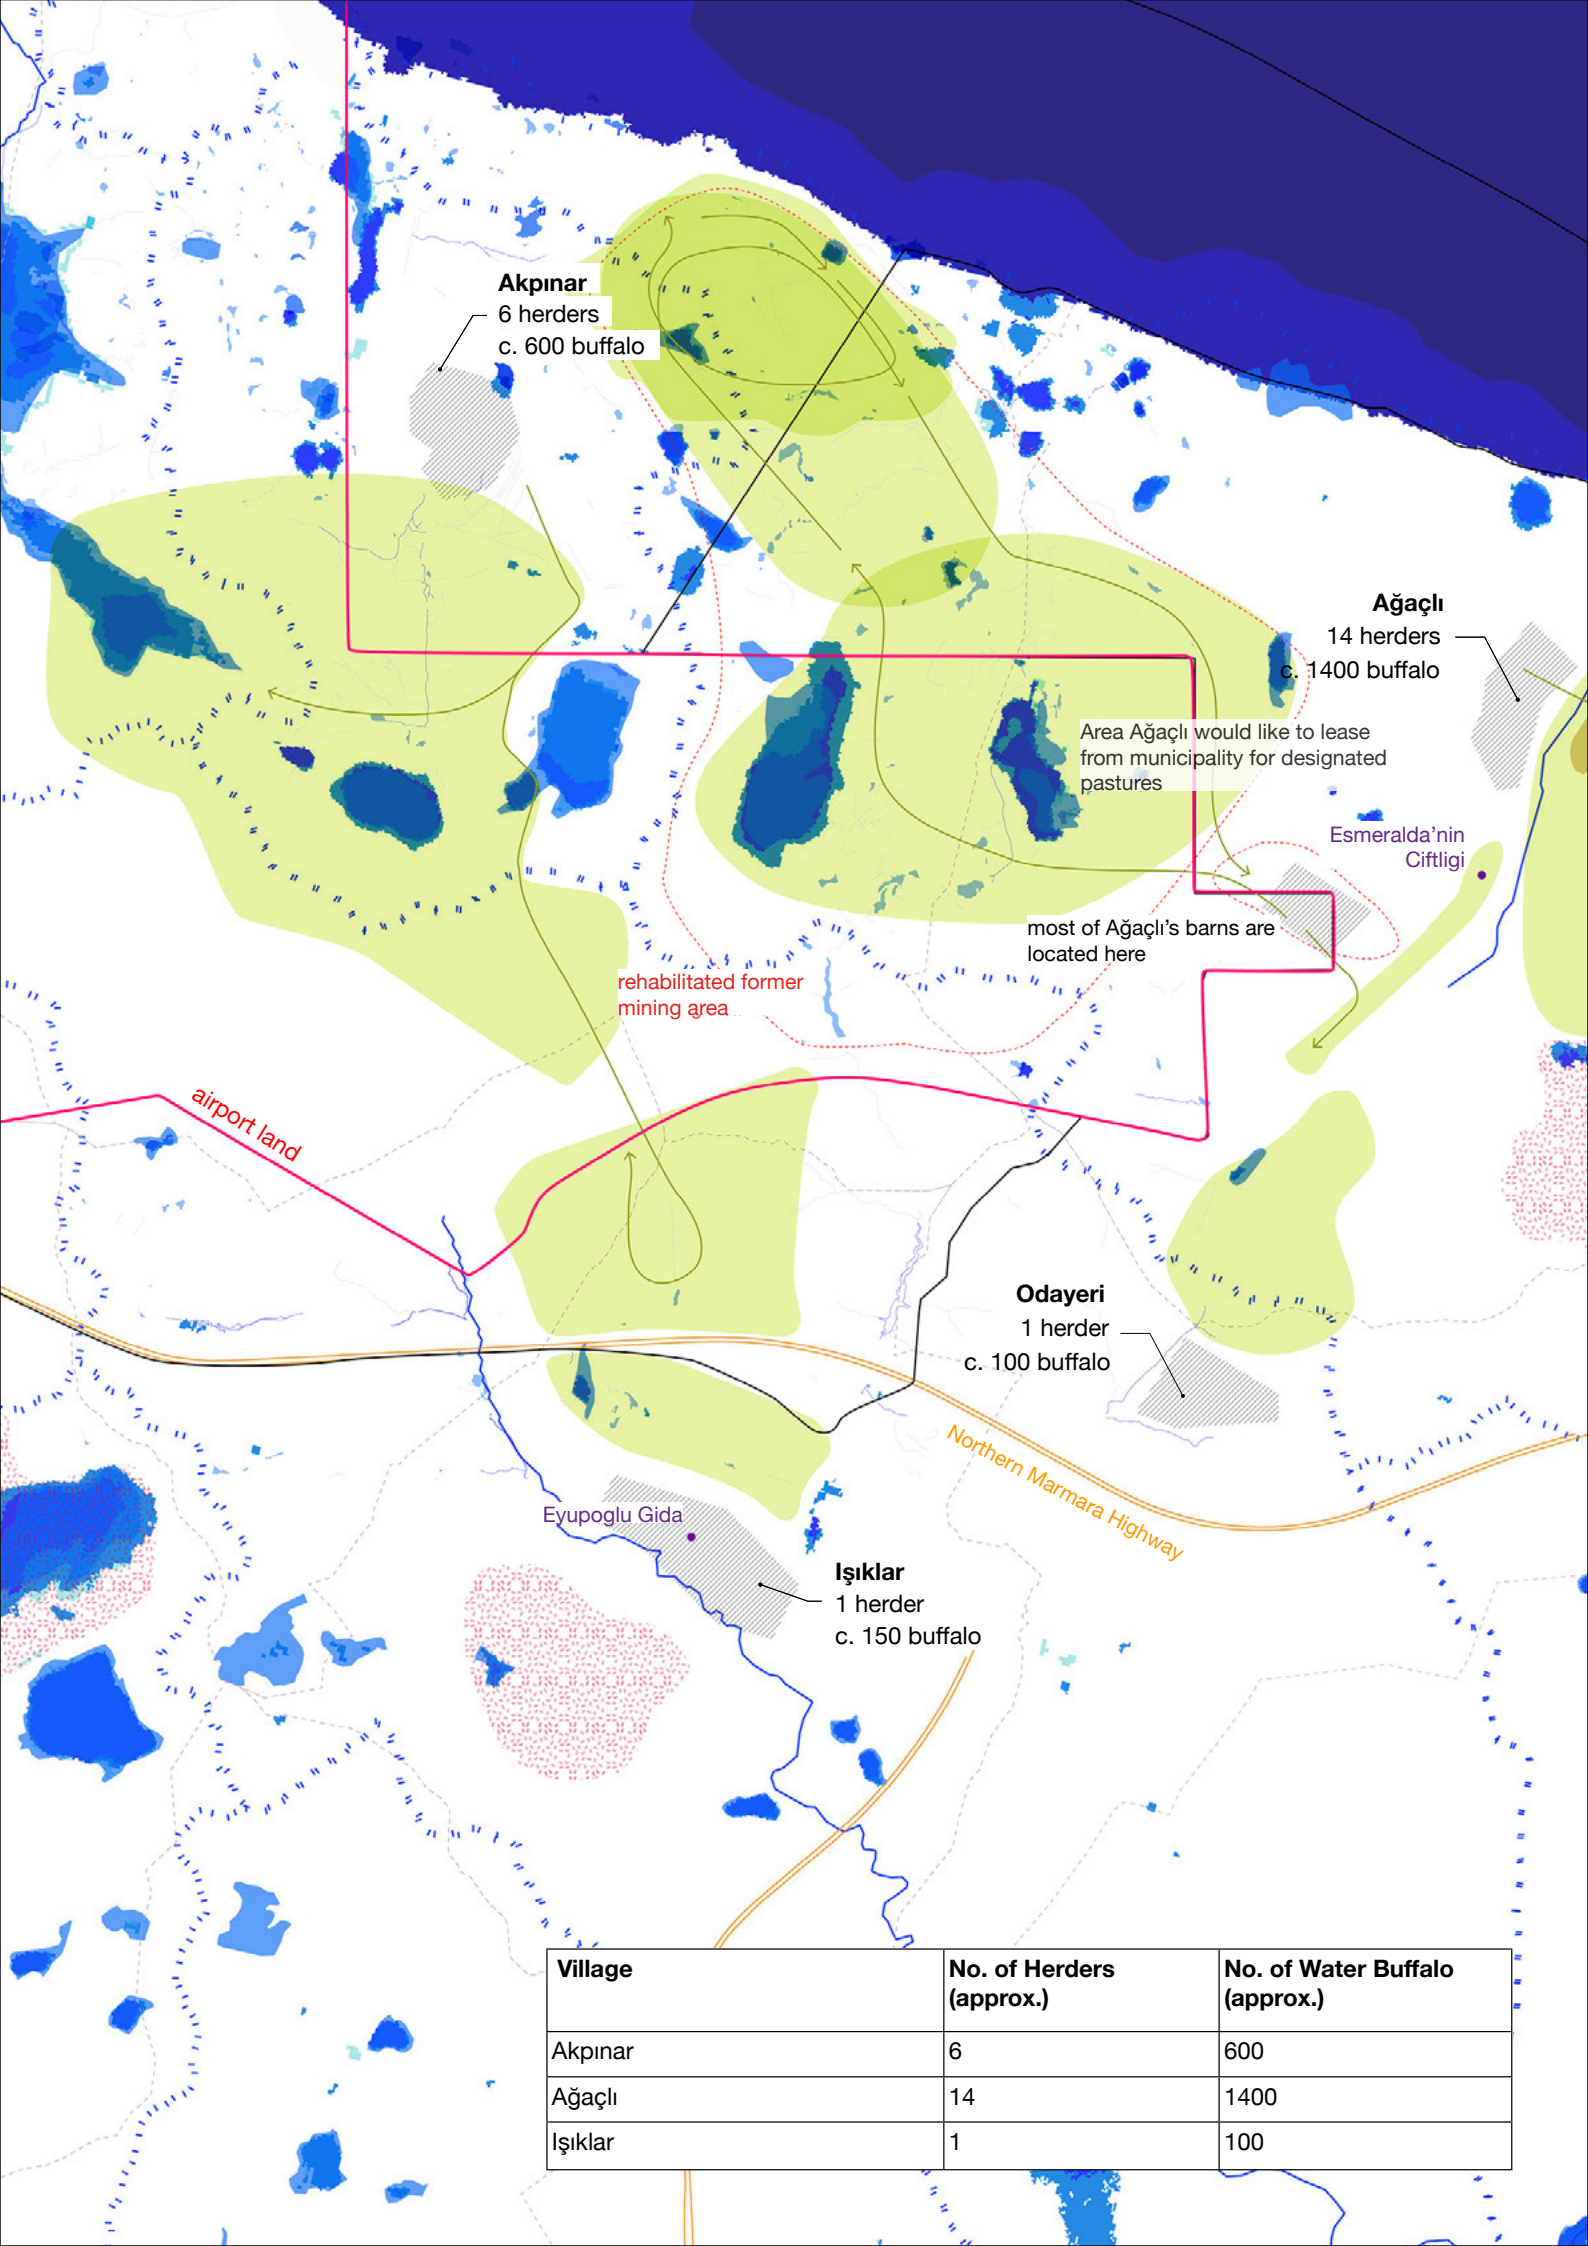 Akpınar
6 herders
c. 600 buffalo
Ağaçlı
14 herders
c. 1400 buffalo
Area Ağaçlı would like to lease
from municipality for designated
pastures
Esmeralda’nin
Ciftligi
most of Ağaçlı’s barns are
located here
rehabilitated former
mining area
airport land
Odayeri
1 herder
c. 100 buffalo
Northern Marmara Highway
Eyupoglu Gida
Işıklar
1 herder
c. 150 buffalo
Village No. of Herders No. of Water Buffalo
(approx.) (approx.)
Akpınar 6 600
Ağaçlı 14 1400
Işıklar 1 100